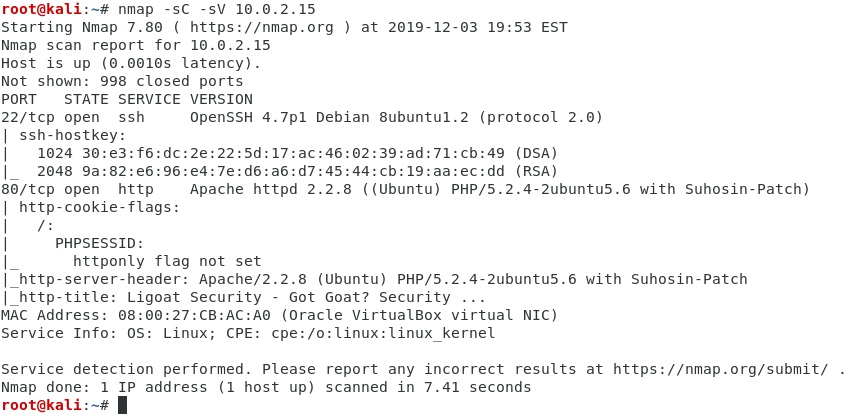 root@kali:~# nmap -sC -sV 10.0.2.15
Starting Nmap 7.80 ( https://nmap.org ) at 2019-12-03 19:53 EST
Nmap scan report for 10.0.2.15
Host is up (0.0010s latency).
Not shown: 998 closed ports
PORT   STATE SERVICE VERSION
22/tcp open  ssh     OpenSSH 4.7p1 Debian 8ubuntu1.2 (protocol 2.0)
| ssh-hostkey:
|   1024 30:e3:f6:dc:2e:22:5d:17:ac:46:02:39:ad:71:cb:49 (DSA)
|_  2048 9a:82:e6:96:e4:7e:d6:a6:d7:45:44:cb:19:aa:ec:dd (RSA)
80/tcp open  http    Apache httpd 2.2.8 ((Ubuntu) PHP/5.2.4-2ubuntu5.6 with Suhosin-Patch)
| http-cookie-flags:
|   /:
|     PHPSESSID:
|_      httponly flag not set
|_http-server-header: Apache/2.2.8 (Ubuntu) PHP/5.2.4-2ubuntu5.6 with Suhosin-Patch
|_http-title: Ligoat Security - Got Goat? Security ...
MAC Address: 08:00:27:CB:AC:A0 (Oracle VirtualBox virtual NIC)
Service Info: OS: Linux; CPE: cpe:/o:linux:linux_kernel

Service detection performed. Please report any incorrect results at https://nmap.org/submit/ .
Nmap done: 1 IP address (1 host up) scanned in 7.41 seconds
root@kali:~#